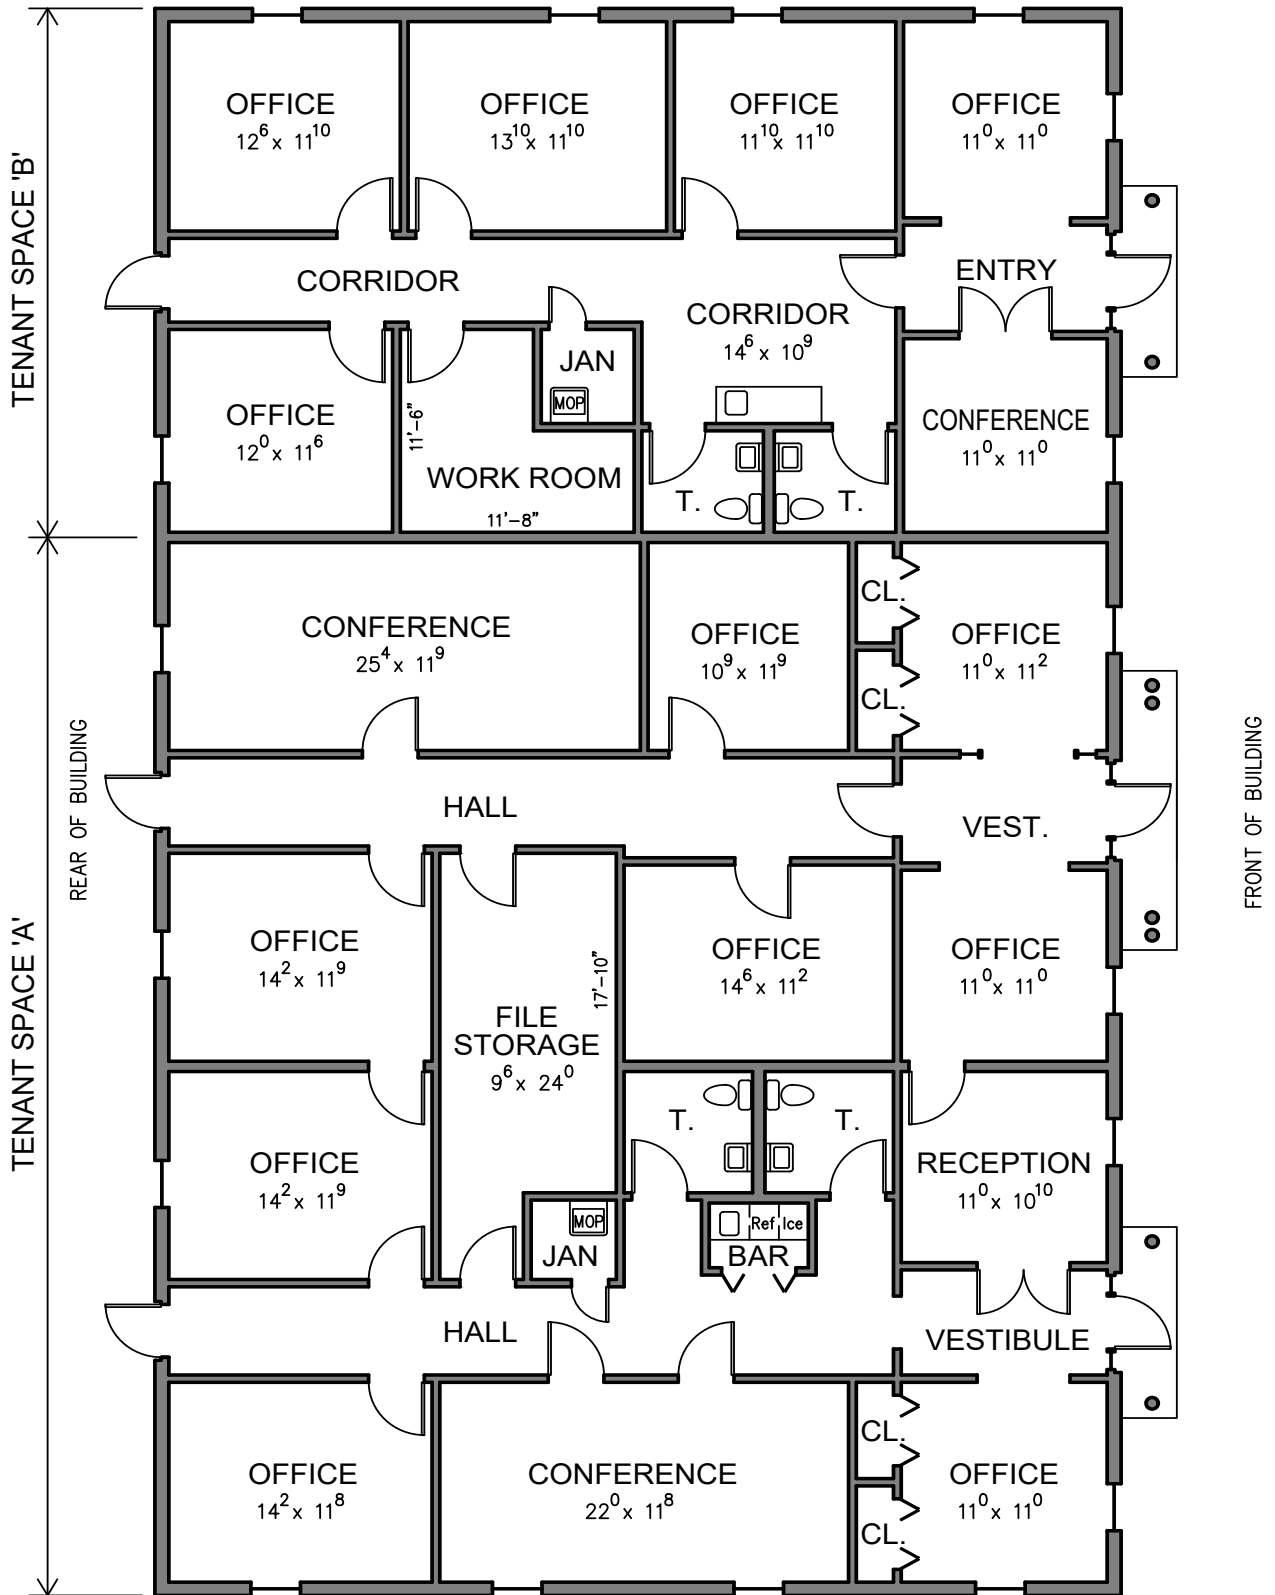 TENANT SPACE 'B'
OFFICE
12⁶ x 11¹⁰
OFFICE
13¹⁰ x 11¹⁰
OFFICE
11¹⁰ x 11¹⁰
OFFICE
11⁰ x 11⁰
CORRIDOR
ENTRY
CORRIDOR
14⁶ x 10⁹
JAN
MOP
OFFICE
12⁰ x 11⁶
11'-6"
WORK ROOM
11'-8"
T.
T.
CONFERENCE
11⁰ x 11⁰
TENANT SPACE 'A'
REAR OF BUILDING
FRONT OF BUILDING
CONFERENCE
25⁴ x 11⁹
OFFICE
10⁹ x 11⁹
CL.
CL.
OFFICE
11⁰ x 11²
HALL
VEST.
OFFICE
14² x 11⁹
FILE
STORAGE
9⁶ x 24⁰
17'-10"
OFFICE
14⁶ x 11²
OFFICE
11⁰ x 11⁰
OFFICE
14² x 11⁹
T.
T.
RECEPTION
11⁰ x 10¹⁰
MOP
JAN
Ref Ice
BAR
HALL
VESTIBULE
OFFICE
14² x 11⁸
CONFERENCE
22⁰ x 11⁸
CL.
CL.
OFFICE
11⁰ x 11⁰